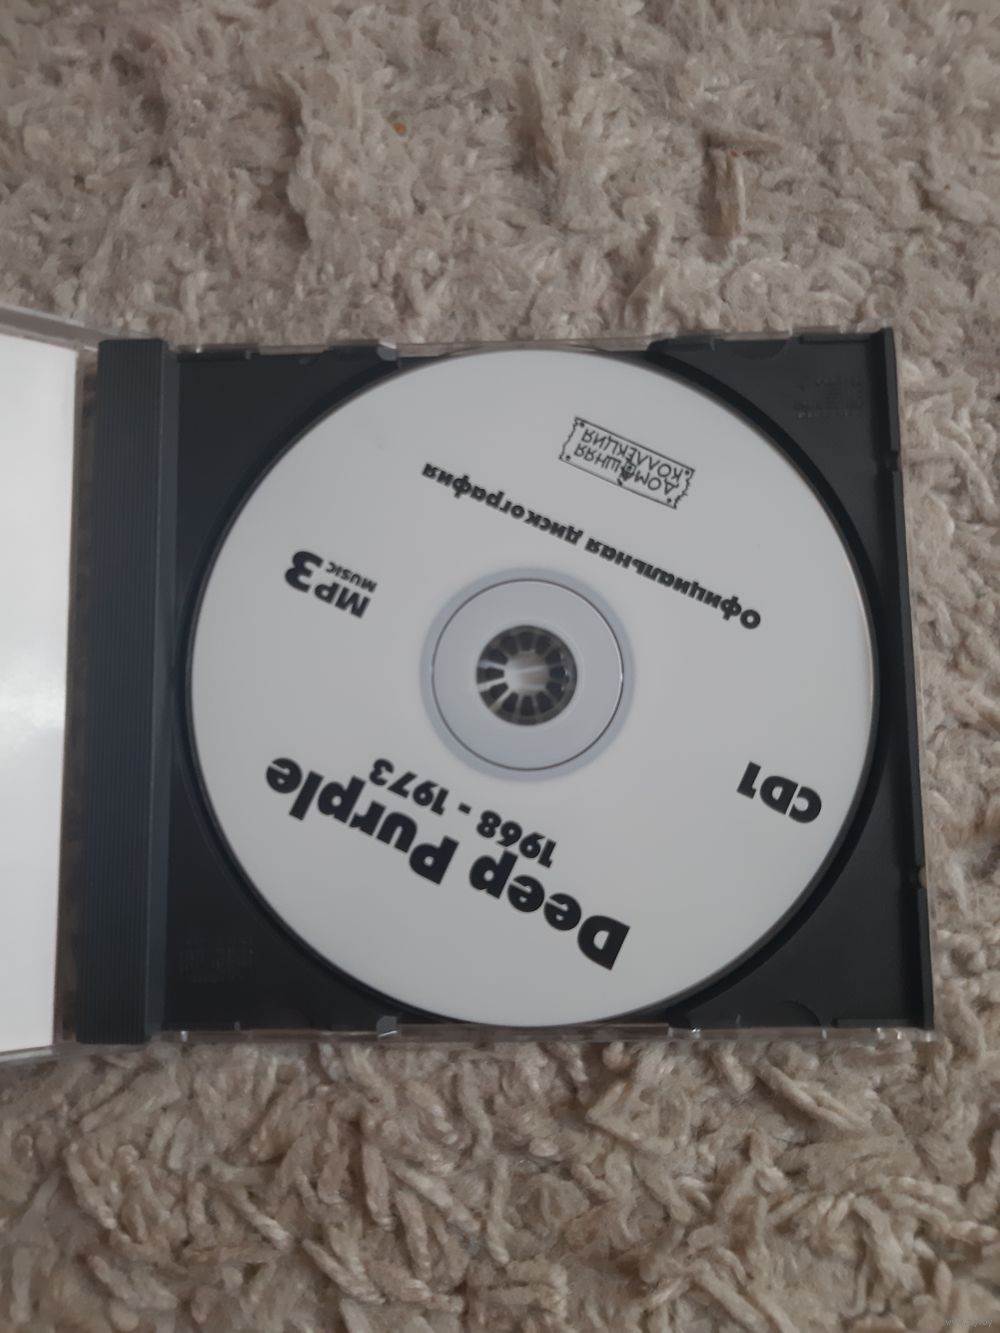 Deep Purple
1968 - 1973
CD1
MP3
MUSIC
Официальная дискография
ДОМАШНЯЯ
КОЛЛЕКЦИЯ